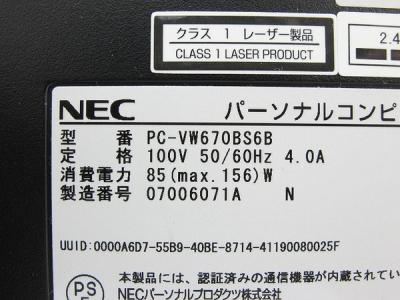 クラス 1 レーザー製品
CLASS 1 LASER PRODUCT
2.4
NEC パーソナルコンピ
型 番 PC-VW670BS6B
定 格 100V 50/60Hz 4.0A
消費電力 85(max.156)W
製造番号 07006071A N
UUID:0000A6D7-55B9-40BE-8714-41190080025F
PS
本製品には、認証済みの通信機器が内蔵されてい
NECパーソナルプロダクツ株式会社